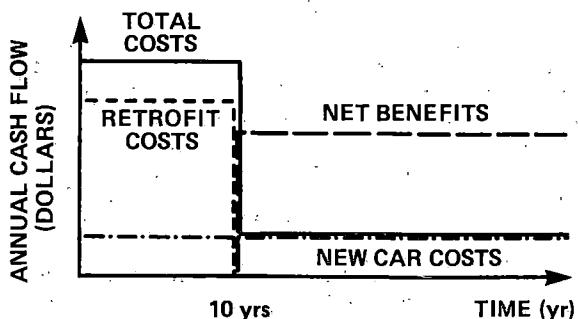 TOTAL
COSTS
ANNUAL CASH FLOW
(DOLLARS)
RETROFIT
COSTS
NET BENEFITS
NEW CAR COSTS
10 yrs
TIME (yr)